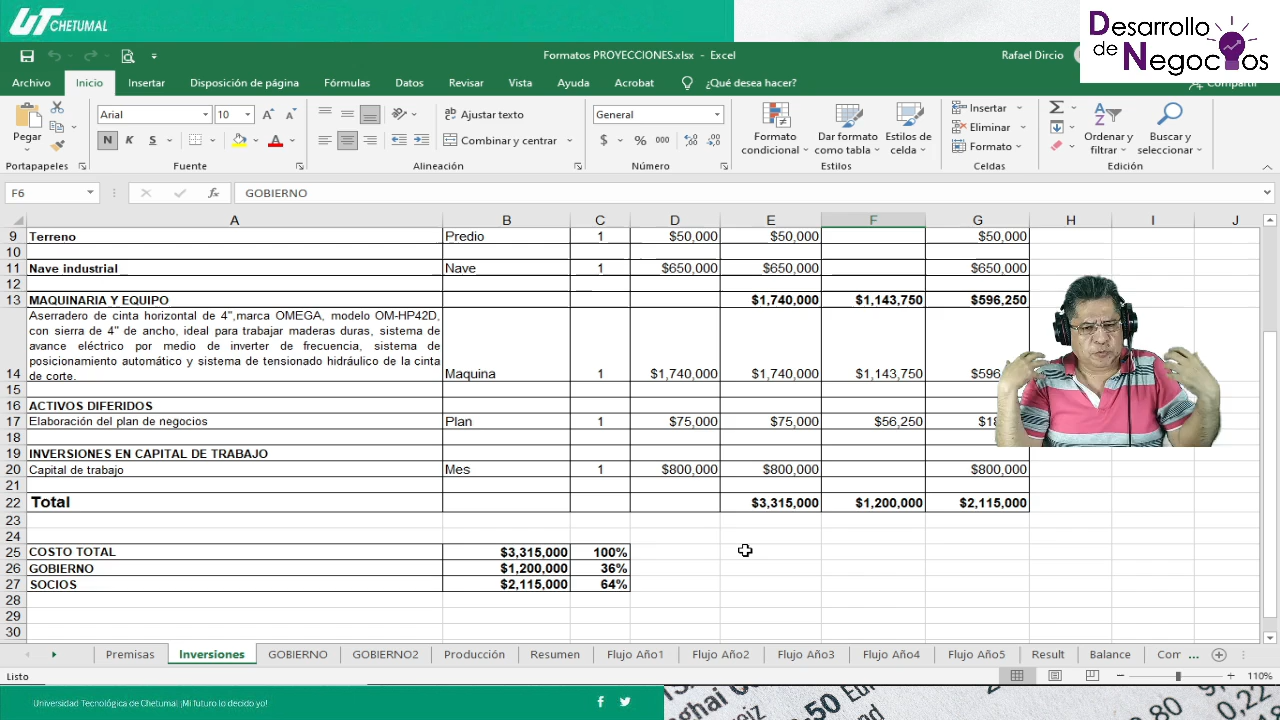 UT CHETUMAL
Desarrollo
de Negocios
Formatos PROYECCIONES.xlsx - Excel
Rafael Dircio
Archivo Inicio Insertar Disposición de página Fórmulas Datos Revisar Vista Ayuda Acrobat ¿Qué desea hacer? Compartir
Pegar
Arial 10
N K S
Ajustar texto
Combinar y centrar
General
$ % 000
Formato condicional
Dar formato como tabla
Estilos de celda
Insertar
Eliminar
Formato
Ordenar y filtrar
Buscar y seleccionar
Portapapeles Fuente Alineación Número Estilos Celdas Edición
F6 fx GOBIERNO
A B C D E F G H I J
9 Terreno Predio 1 $50,000 $50,000 $50,000
10
11 Nave industrial Nave 1 $650,000 $650,000 $650,000
12
13 MAQUINARIA Y EQUIPO $1,740,000 $1,143,750 $596,250
Aserradero de cinta horizontal de 4",marca OMEGA, modelo OM-HP42D,
con sierra de 4" de ancho, ideal para trabajar maderas duras, sistema de
avance eléctrico por medio de inverter de frecuencia, sistema de
posicionamiento automático y sistema de tensionado hidráulico de la cinta
14 de corte. Maquina 1 $1,740,000 $1,740,000 $1,143,750 $596
15
16 ACTIVOS DIFERIDOS
17 Elaboración del plan de negocios Plan 1 $75,000 $75,000 $56,250 $18
18
19 INVERSIONES EN CAPITAL DE TRABAJO
20 Capital de trabajo Mes 1 $800,000 $800,000 $800,000
21
22 Total $3,315,000 $1,200,000 $2,115,000
23
24
25 COSTO TOTAL $3,315,000 100%
26 GOBIERNO $1,200,000 36%
27 SOCIOS $2,115,000 64%
28
29
30
Premisas Inversiones GOBIERNO GOBIERNO2 Producción Resumen Flujo Año1 Flujo Año2 Flujo Año3 Flujo Año4 Flujo Año5 Result Balance Con ...
Listo 110%
Universidad Tecnológica de Chetumal ¡Mi futuro lo decido yo!